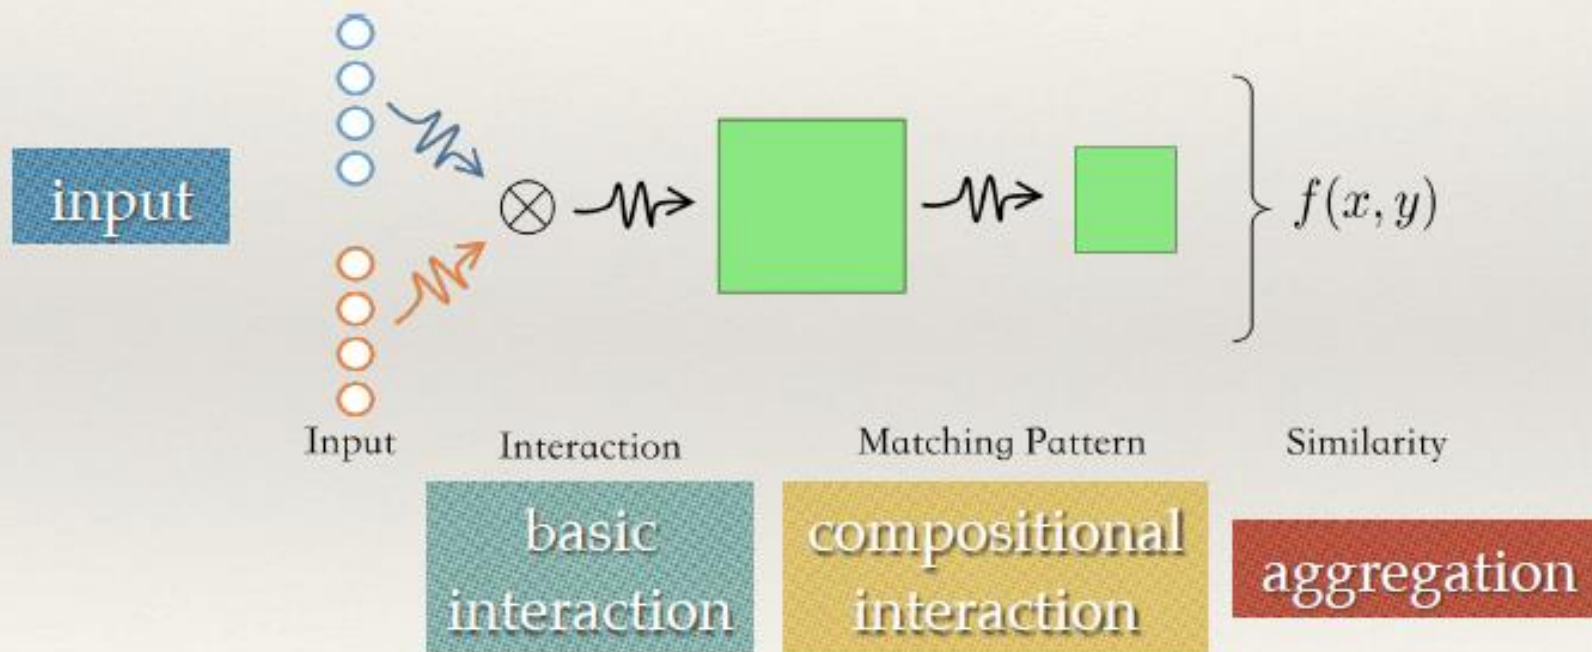 input
f(x, y)
Input
Interaction
Matching Pattern
Similarity
basic
interaction
compositional
interaction
aggregation